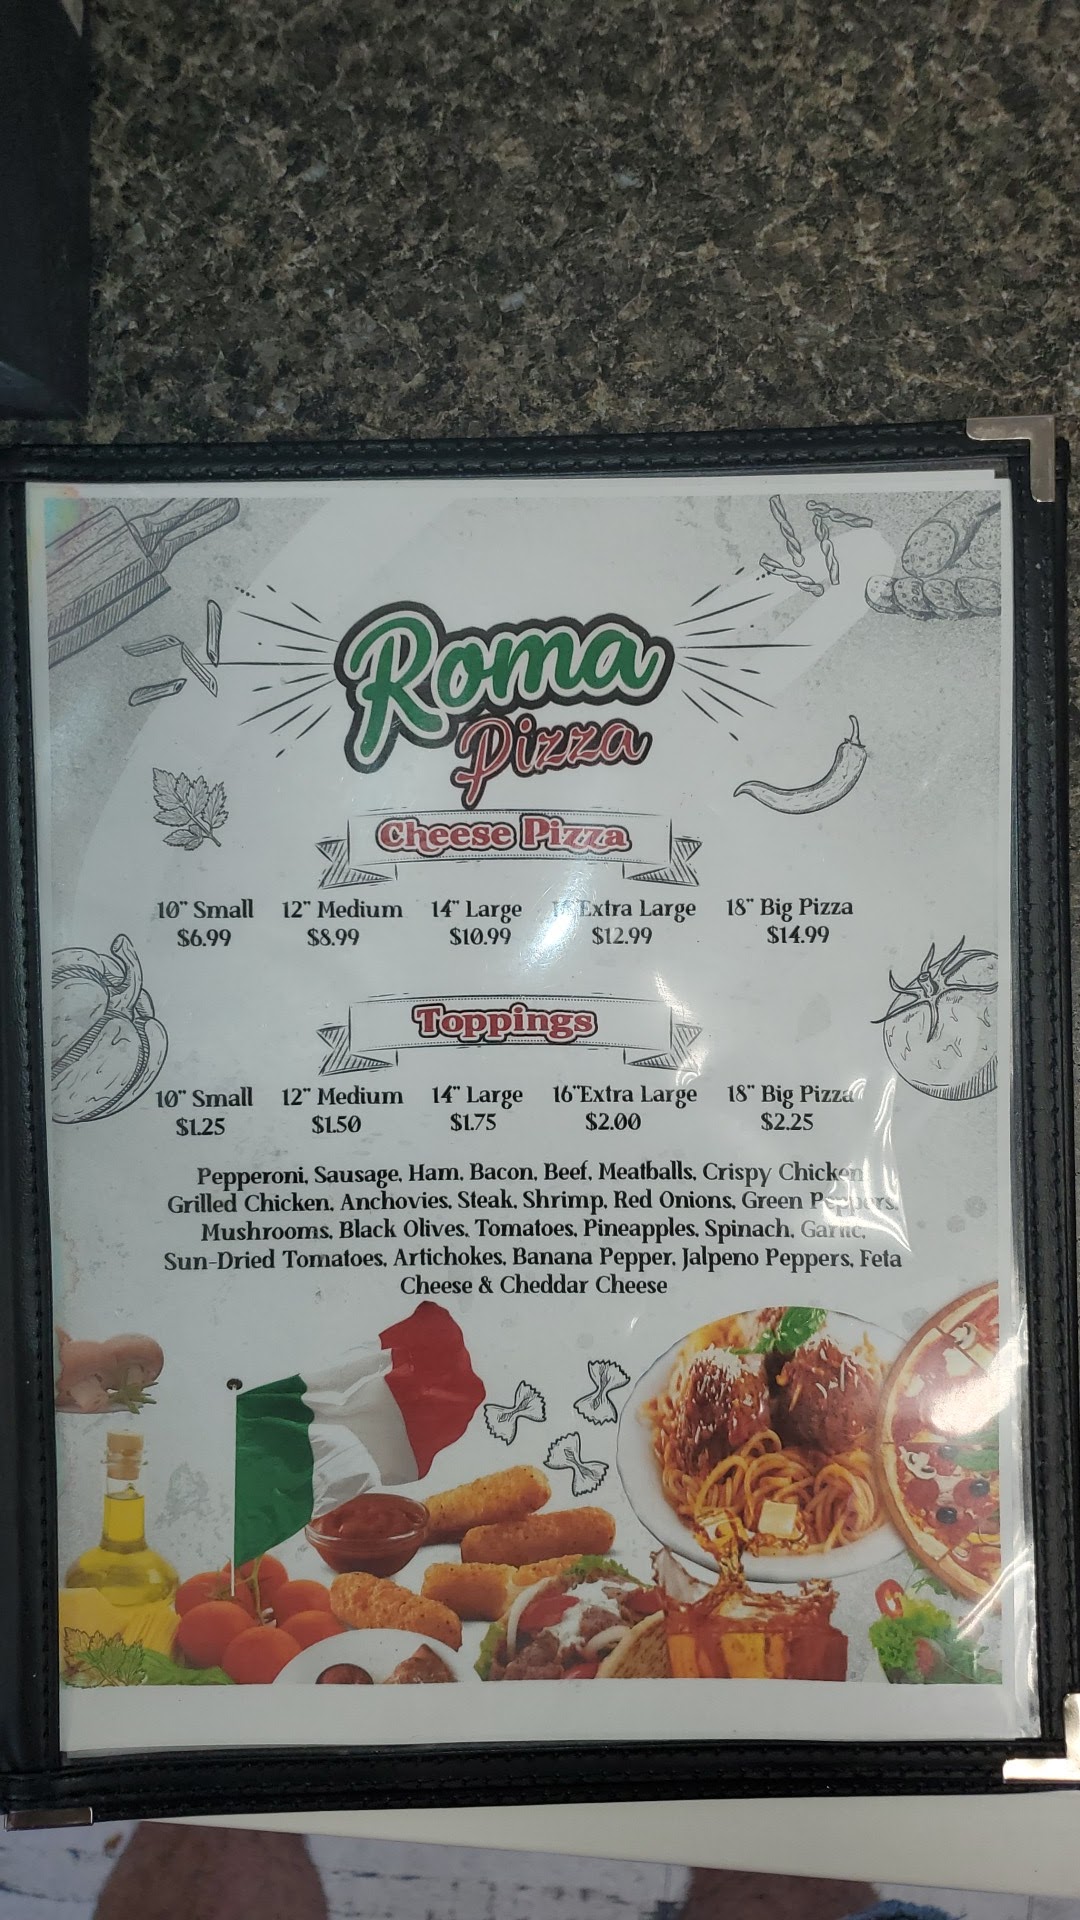 Roma
Pizza
Cheese Pizza
10" Small 12" Medium 14" Large Extra Large 18" Big Pizza
$6.99 $8.99 $10.99 $12.99 $14.99
Toppings
10" Small 12" Medium 14" Large 16"Extra Large 18" Big Pizza
$1.25 $1.50 $1.75 $2.00 $2.25
Pepperoni, Sausage, Ham, Bacon, Beef, Meatballs, Crispy Chicken
Grilled Chicken, Anchovies, Steak, Shrimp, Red Onions, Green Peppers,
Mushrooms, Black Olives, Tomatoes, Pineapples, Spinach, Garlic,
Sun-Dried Tomatoes, Artichokes, Banana Pepper, Jalpeno Peppers, Feta
Cheese & Cheddar Cheese